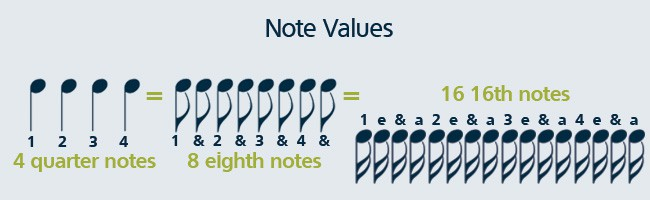 Note Values
= =
1 2 3 4
4 quarter notes
1 & 2 & 3 & 4 &
8 eighth notes
16 16th notes
1 e & a 2 e & a 3 e & a 4 e & a